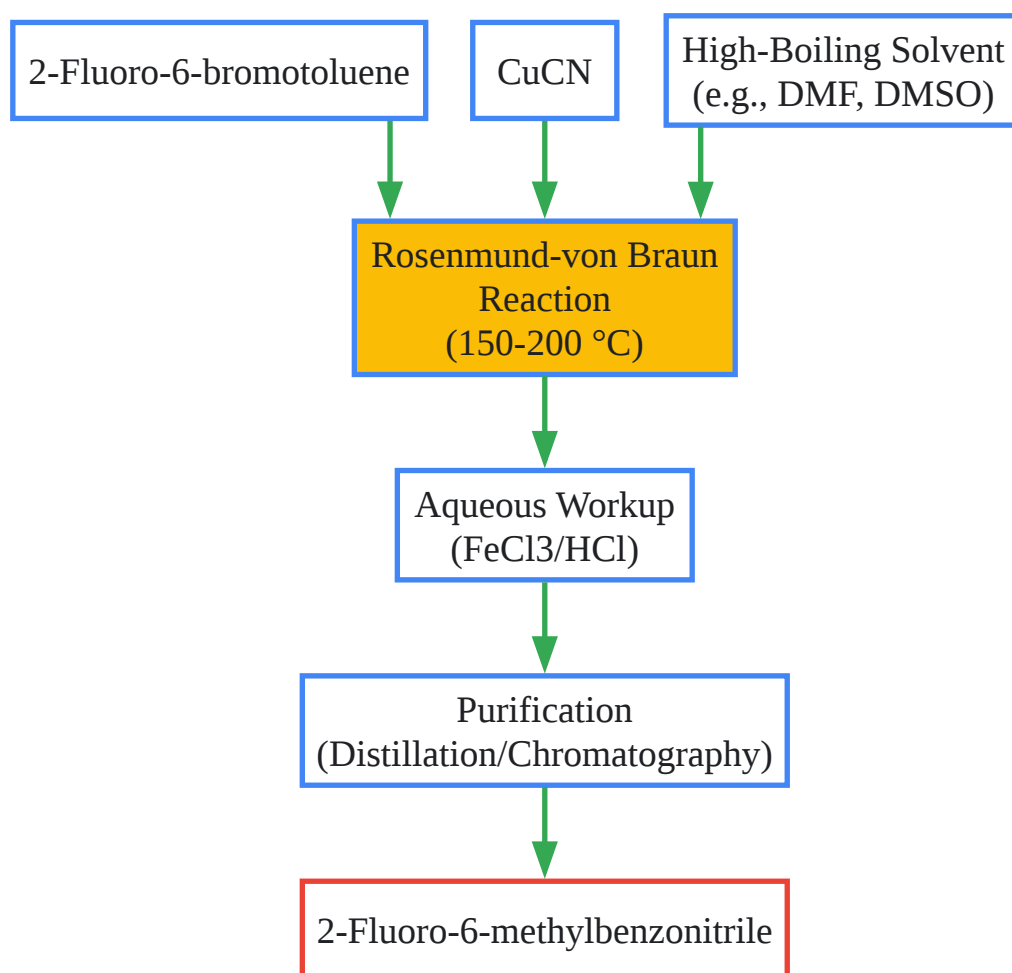 2-Fluoro-6-bromotoluene
CuCN
High-Boiling Solvent
(e.g., DMF, DMSO)
Rosenmund-von Braun
Reaction
(150-200 °C)
Aqueous Workup
(FeCl3/HCl)
Purification
(Distillation/Chromatography)
2-Fluoro-6-methylbenzonitrile